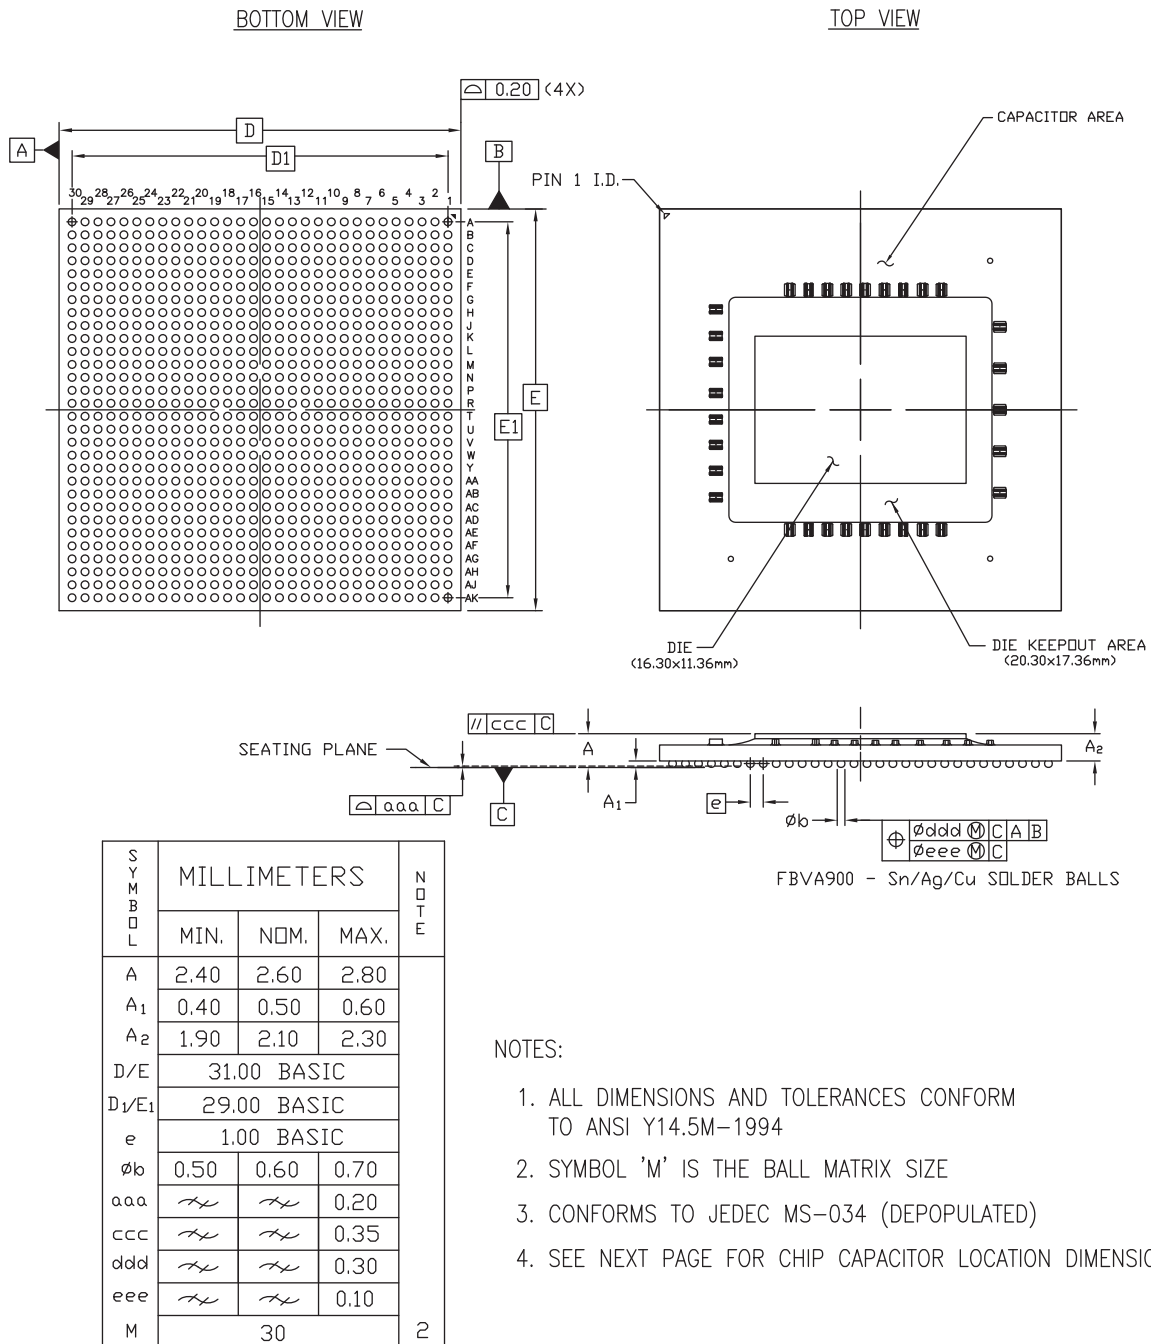 BOTTOM VIEW
TOP VIEW
0.20 (4X)
D
A
D1
B
CAPACITOR AREA
PIN 1 I.D.
30 29 28 27 26 25 24 23 22 21 20 19 18 17 16 15 14 13 12 11 10 9 8 7 6 5 4 3 2 1
A
B
C
D
E
F
G
H
J
K
L
M
N
P
R
T
U
V
W
Y
AA
AB
AC
AD
AE
AF
AG
AH
AJ
AK
E
E1
DIE
(16.30x11.36mm)
DIE KEEPOUT AREA
(20.30x17.36mm)
// ccc C
SEATING PLANE
A
A2
aaa C
C
A1
e
Øb
Øddd Ⓜ C A B
Øeee Ⓜ C
FBVA900 - Sn/Ag/Cu SOLDER BALLS
SYMBOL MILLIMETERS NOTE
MIN. NOM. MAX.
A 2.40 2.60 2.80
A1 0.40 0.50 0.60
A2 1.90 2.10 2.30
D/E 31.00 BASIC
D1/E1 29.00 BASIC
e 1.00 BASIC
Øb 0.50 0.60 0.70
aaa 0.20
ccc 0.35
ddd 0.30
eee 0.10
M 30 2
NOTES:
1. ALL DIMENSIONS AND TOLERANCES CONFORM
TO ANSI Y14.5M-1994
2. SYMBOL 'M' IS THE BALL MATRIX SIZE
3. CONFORMS TO JEDEC MS-034 (DEPOPULATED)
4. SEE NEXT PAGE FOR CHIP CAPACITOR LOCATION DIMENSIO